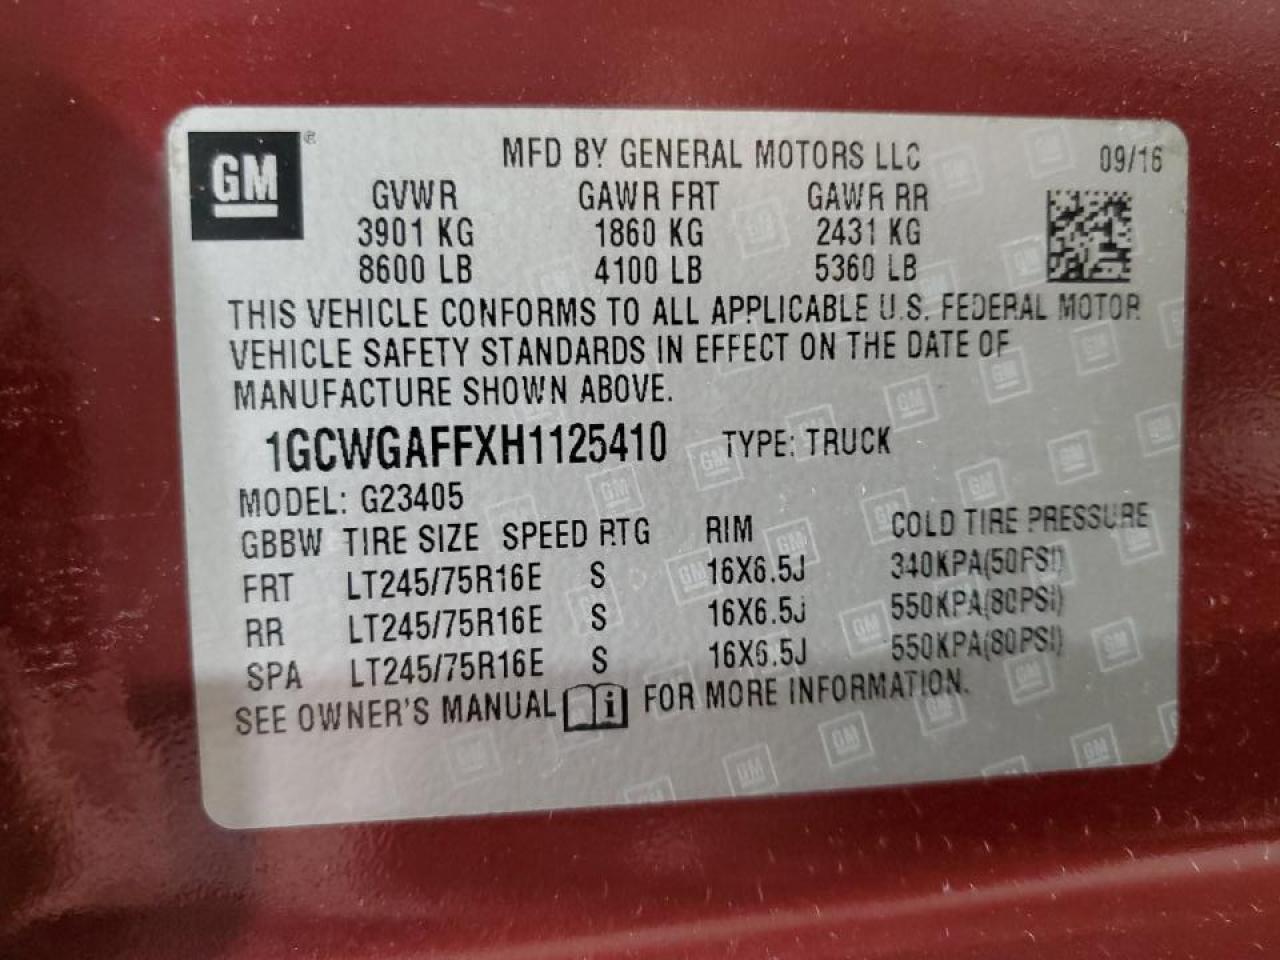 GM ®
MFD BY GENERAL MOTORS LLC 09/16
GVWR GAWR FRT GAWR RR
3901 KG 1860 KG 2431 KG
8600 LB 4100 LB 5360 LB
THIS VEHICLE CONFORMS TO ALL APPLICABLE U.S. FEDERAL MOTOR
VEHICLE SAFETY STANDARDS IN EFFECT ON THE DATE OF
MANUFACTURE SHOWN ABOVE.
1GCWGAFFXH1125410 TYPE: TRUCK
MODEL: G23405
GBBW TIRE SIZE SPEED RTG RIM COLD TIRE PRESSURE
FRT LT245/75R16E S 16X6.5J 340KPA(50PSI)
RR LT245/75R16E S 16X6.5J 550KPA(80PSI)
SPA LT245/75R16E S 16X6.5J 550KPA(80PSI)
SEE OWNER'S MANUAL i FOR MORE INFORMATION.